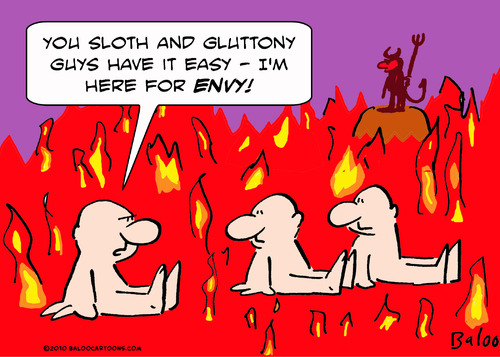 YOU SLOTH AND GLUTTONY
GUYS HAVE IT EASY – I'M
HERE FOR ENVY!
Baloo
©2010 BALOOCARTOONS.COM